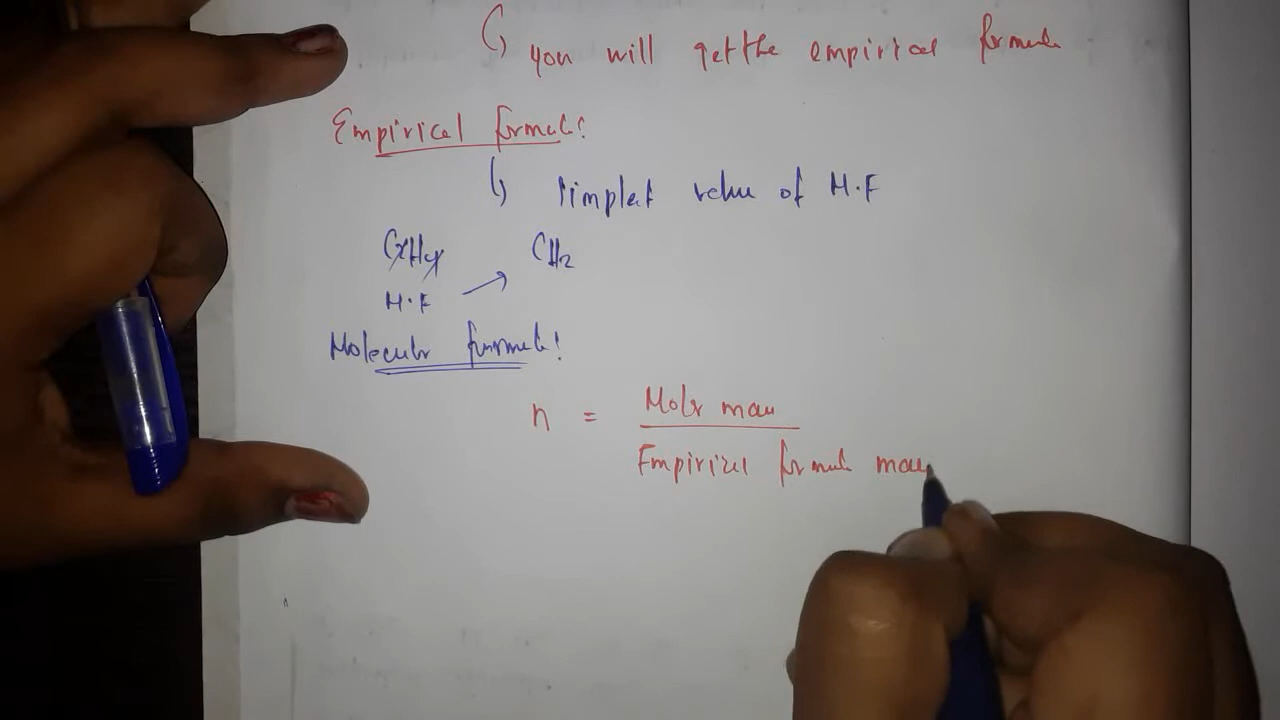 you will get the empirical formula
Empirical formula:
simplest value of M.F
C2H4 CH2
M.F
Molecular formula:
n = Molar mass
Empirical formula mass